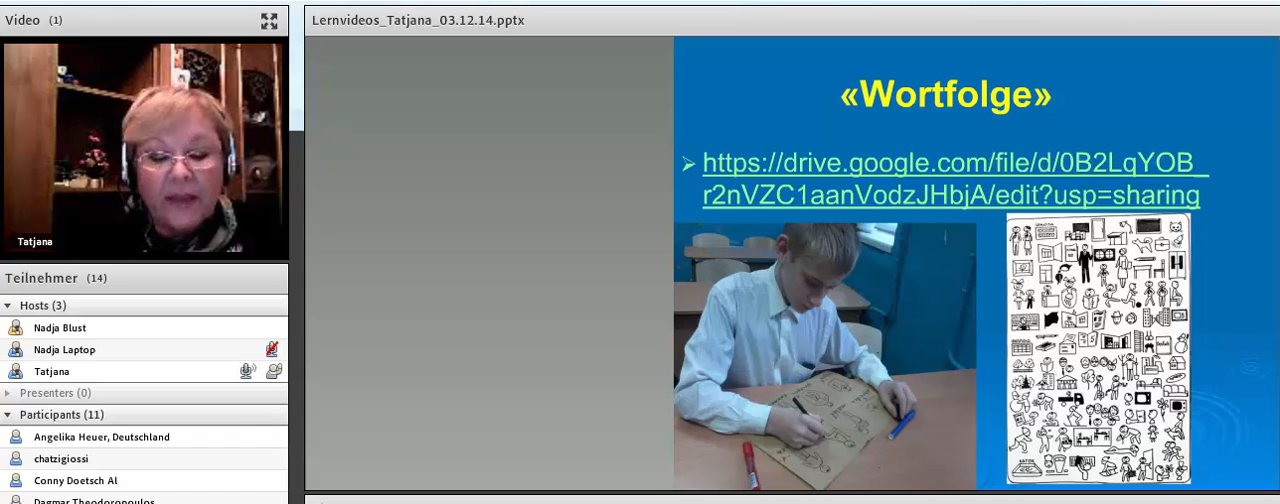 Video (1)
Tatjana
Teilnehmer (14)
Hosts (3)
Nadja Blust
Nadja Laptop
Tatjana
Presenters (0)
Participants (11)
Angelika Heuer, Deutschland
chatzigiossi
Conny Doetsch Al
Dagmar Theodoropoulos
Lernvideos_Tatjana_03.12.14.pptx
«Wortfolge»
https://drive.google.com/file/d/0B2LqYOB_
r2nVZC1aanVodzJHbjA/edit?usp=sharing